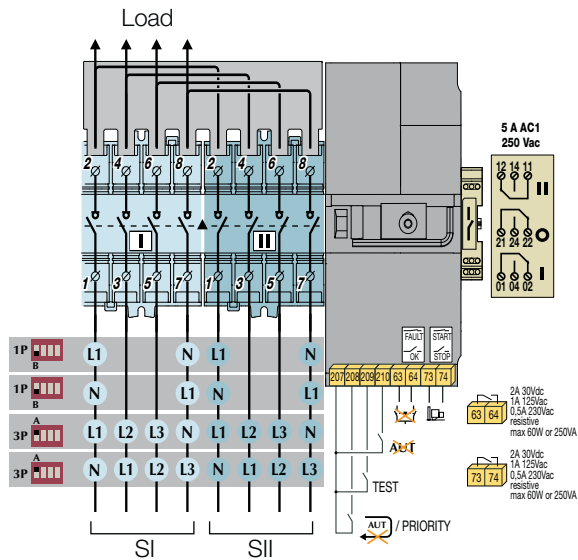 Load
5 A AC1
250 Vac
2 4 6 8 2 4 6 8
12 14 11
II
I II
21 24 22
O
1 3 5 7 1 3 5 7
01 04 02
I
FAULT
OK
START
STOP
207 208 209 210 63 64 73 74
1P B L1 N L1 N
1P B N L1 N L1
3P A L1 L2 L3 N L1 L2 L3 N
3P A N L1 L2 L3 N L1 L2 L3
AUT
TEST
AUT / PRIORITY
63 64
2A 30Vdc
1A 125Vac
0,5A 230Vac
resistive
max 60W or 250VA
73 74
2A 30Vdc
1A 125Vac
0,5A 230Vac
resistive
max 60W or 250VA
SI SII